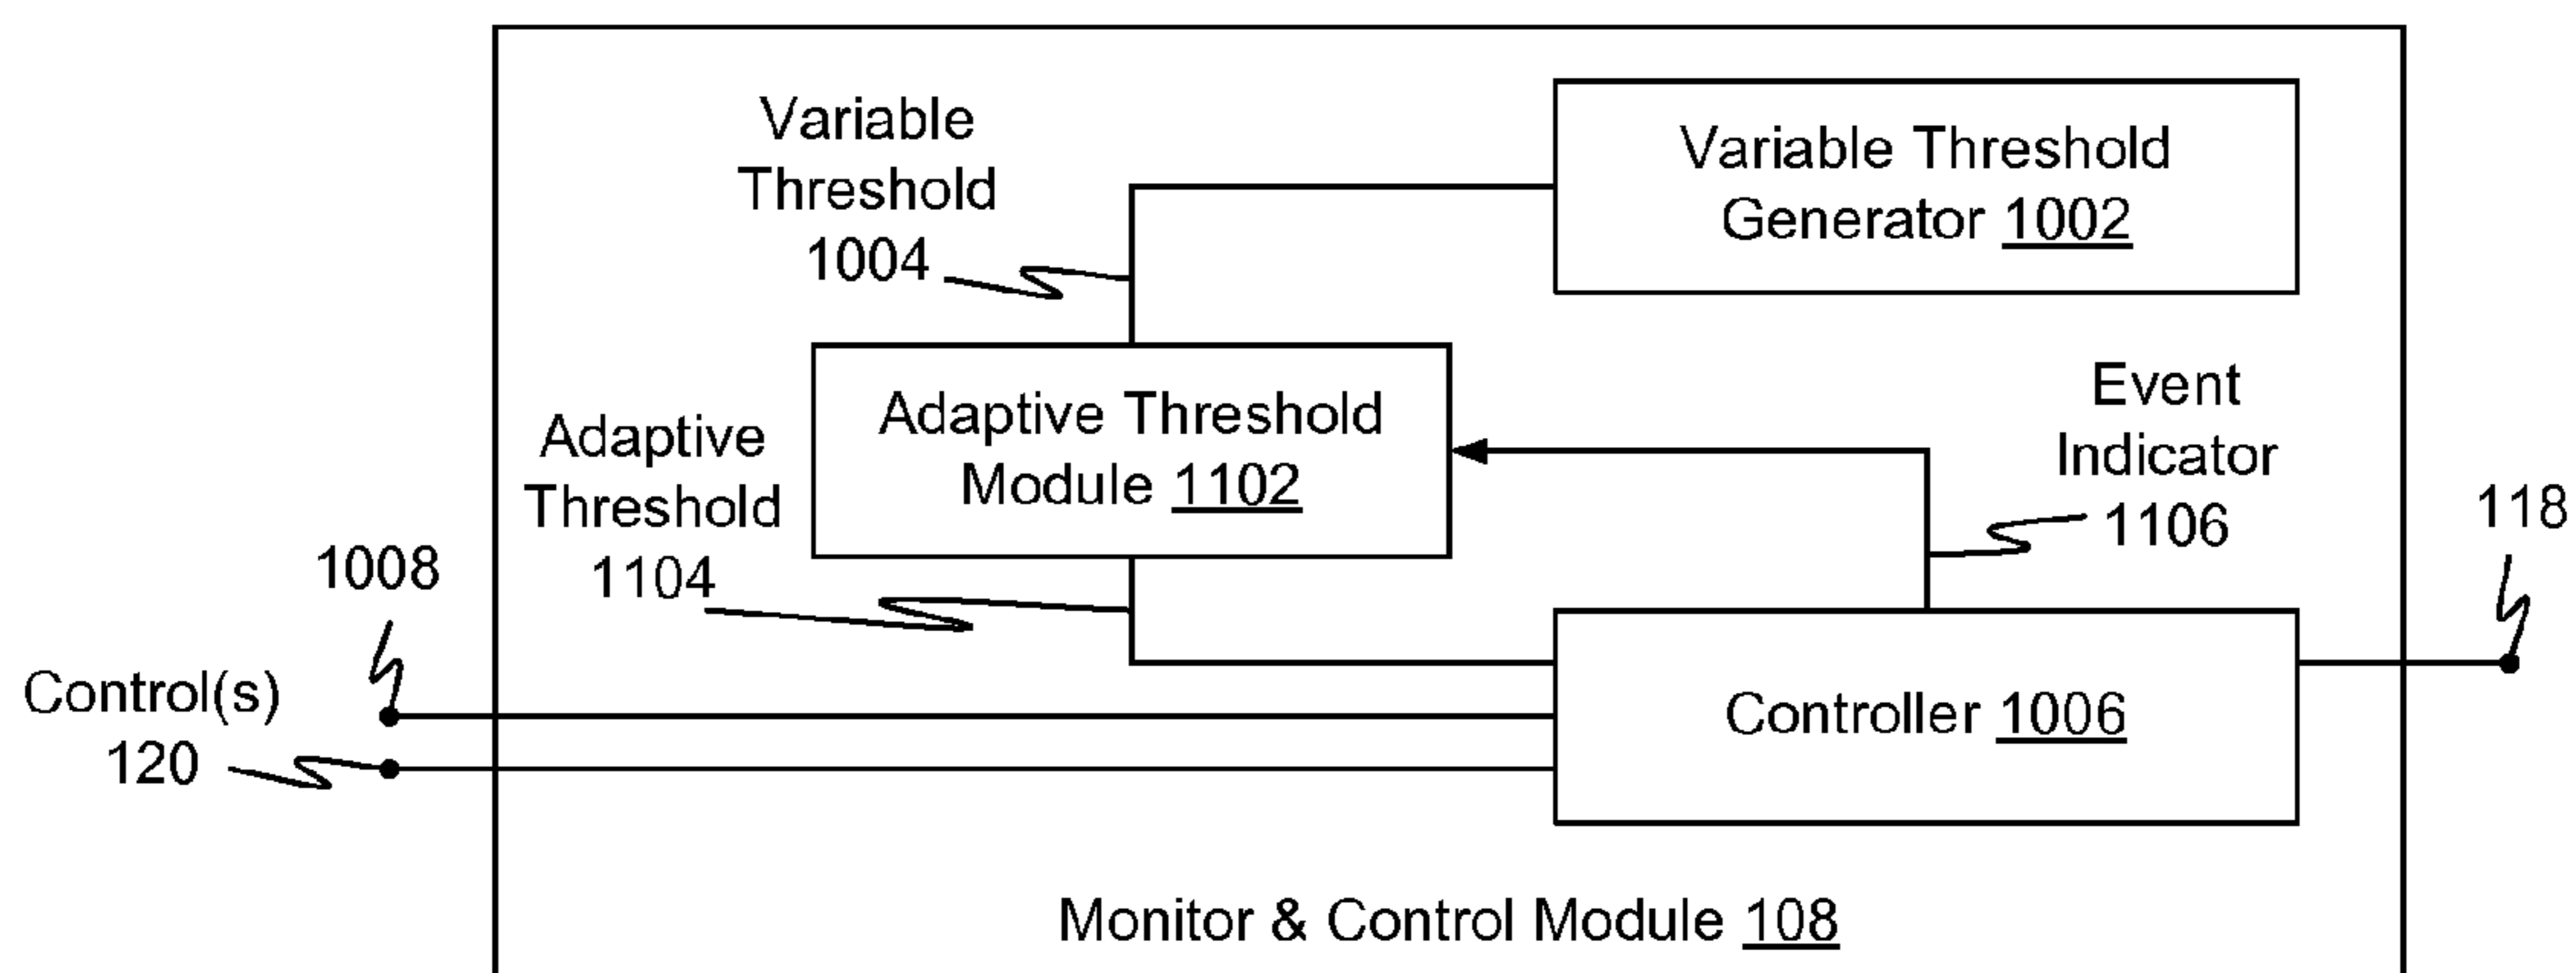 Variable
Threshold
1004
Variable Threshold
Generator 1002
Adaptive Threshold
Module 1102
Adaptive
Threshold
1104
Event
Indicator
1106
118
1008
Control(s)
120
Controller 1006
Monitor & Control Module 108